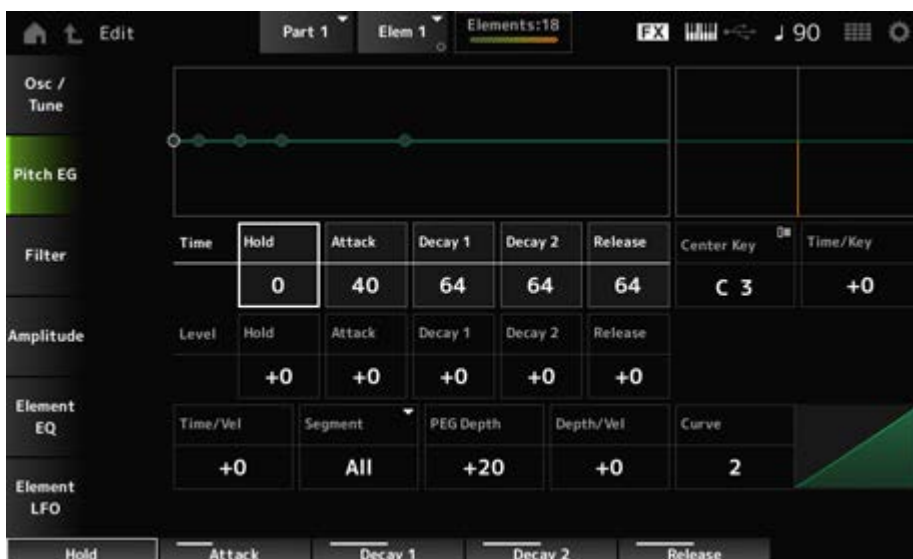 Edit Part 1 Elem 1 Elements:18 FX 90
Osc /
Tune
Pitch EG
Filter
Amplitude
Element
EQ
Element
LFO
Time Hold Attack Decay 1 Decay 2 Release Center Key Time/Key
0 40 64 64 64 C 3 +0
Level Hold Attack Decay 1 Decay 2 Release
+0 +0 +0 +0 +0
Time/Vel Segment PEG Depth Depth/Vel Curve
+0 All +20 +0 2
Hold Attack Decay 1 Decay 2 Release